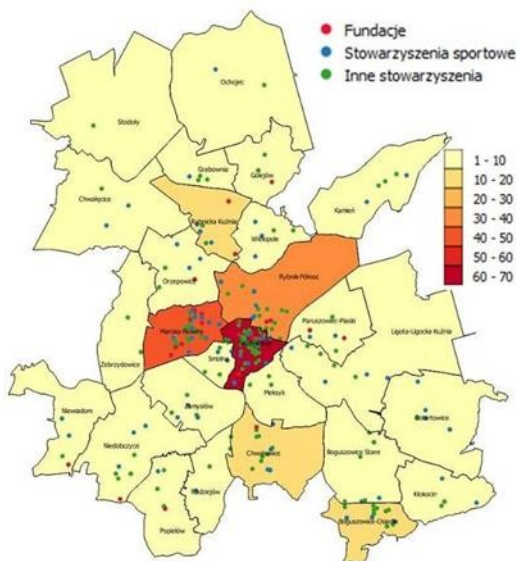 Fundacje
Stowarzyszenia sportowe
Inne stowarzyszenia
Ochojec
Stodoły
Grabownia
Golejów
Chwałęcice
Rybnicka Kuźnia
Wielopole
Kamień
1 - 10
10 - 20
20 - 30
30 - 40
40 - 50
50 - 60
60 - 70
Orzepowice
Rybnik-Północ
Paruszowiec-Piaski
Ligota-Ligocka Kuźnia
Zebrzydowice
Smolna
Zamysłów
Meksyk
Niewiadom
Niedobczyce
Chwałowice
Boguszowice Stare
Radziejów
Popielów
Kłokocin